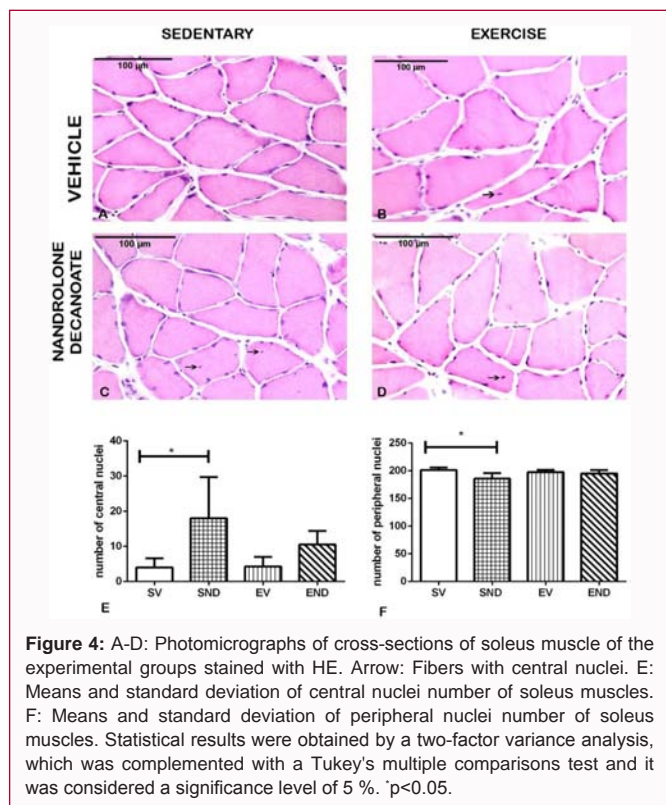 SEDENTARY
EXERCISE
VEHICLE
100 µm
A
100 µm
B
NANDROLONE
DECANOATE
100 µm
C
100 µm
D
number of central nuclei
40
30
20
10
0
*
SV
SND
EV
END
E
number of peripheral nuclei
250
200
150
100
50
0
*
SV
SND
EV
END
F
Figure 4: A-D: Photomicrographs of cross-sections of soleus muscle of the
experimental groups stained with HE. Arrow: Fibers with central nuclei. E:
Means and standard deviation of central nuclei number of soleus muscles.
F: Means and standard deviation of peripheral nuclei number of soleus
muscles. Statistical results were obtained by a two-factor variance analysis,
which was complemented with a Tukey's multiple comparisons test and it
was considered a significance level of 5 %. *p<0.05.